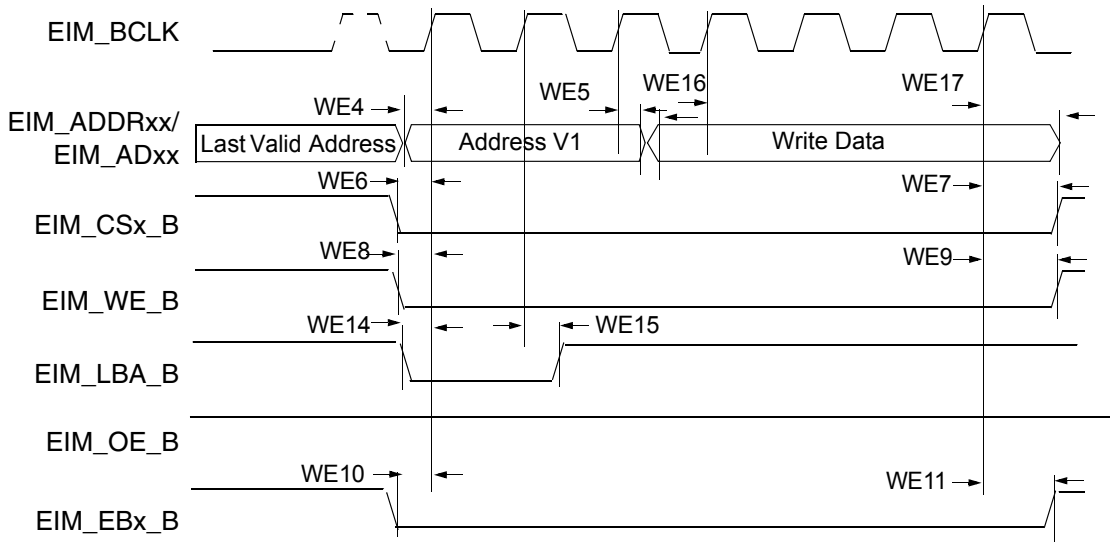 EIM_BCLK
WE4
WE5
WE16
WE17
EIM_ADDRxx/
EIM_ADxx
Last Valid Address
Address V1
Write Data
WE6
WE7
EIM_CSx_B
WE8
WE9
EIM_WE_B
WE14
WE15
EIM_LBA_B
EIM_OE_B
WE10
WE11
EIM_EBx_B